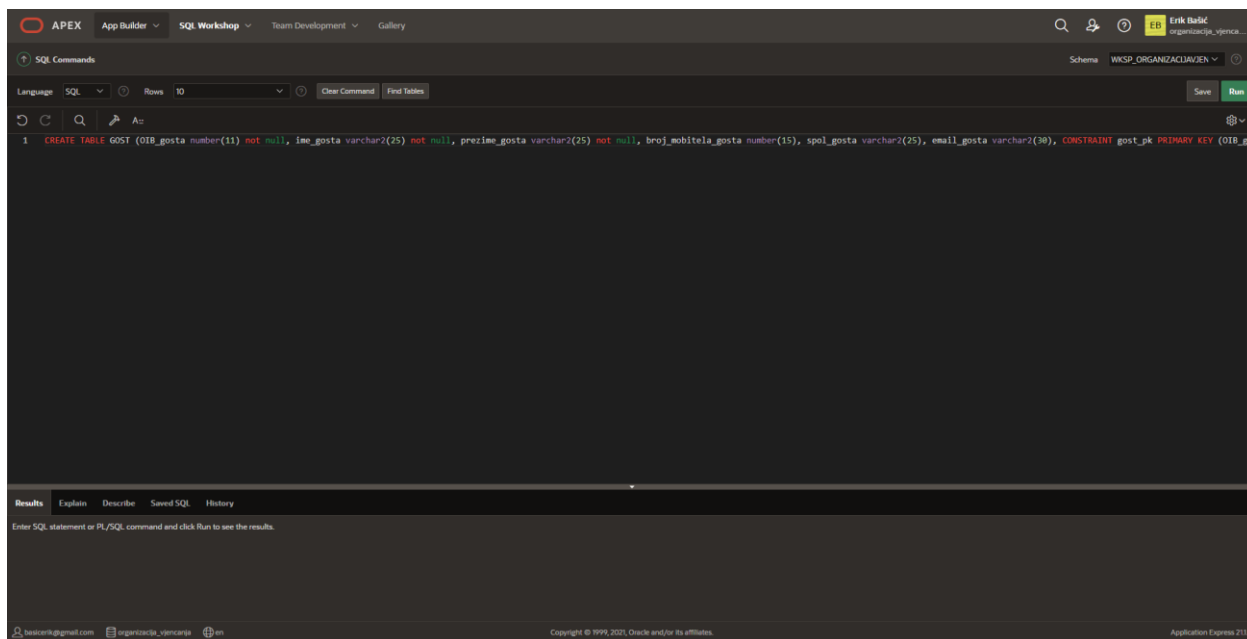 APEX App Builder SQL Workshop Team Development Gallery EB Erik Bašić
organizacija_vjenca...
SQL Commands Schema WKSP_ORGANIZACIJAVJEN
Language SQL Rows 10 Clear Command Find Tables Save Run
1 CREATE TABLE GOST (OIB_gosta number(11) not null, ime_gosta varchar2(25) not null, prezime_gosta varchar2(25) not null, broj_mobitela_gosta number(15), spol_gosta varchar2(25), email_gosta varchar2(30), CONSTRAINT gost_pk PRIMARY KEY (OIB_g
Results Explain Describe Saved SQL History
Enter SQL statement or PL/SQL command and click Run to see the results.
basicerik@gmail.com organizacija_vjencanja en Copyright © 1999, 2021, Oracle and/or its affiliates. Application Express 21.